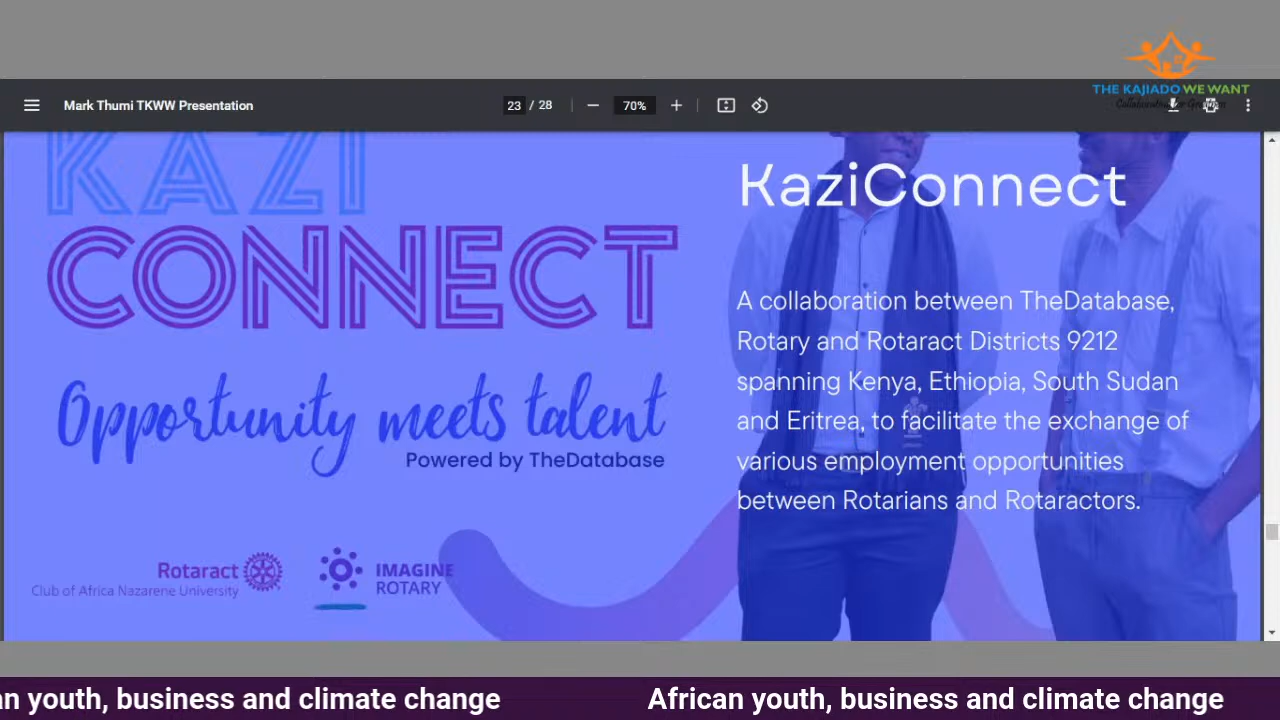 THE KAJIADO WE WANT
Mark Thumi TKWW Presentation
23 / 28
70%
KAZI
CONNECT
Opportunity meets talent
Powered by TheDatabase
Rotaract
Club of Africa Nazarene University
IMAGINE
ROTARY
KaziConnect
A collaboration between TheDatabase,
Rotary and Rotaract Districts 9212
spanning Kenya, Ethiopia, South Sudan
and Eritrea, to facilitate the exchange of
various employment opportunities
between Rotarians and Rotaractors.
an youth, business and climate change
African youth, business and climate change